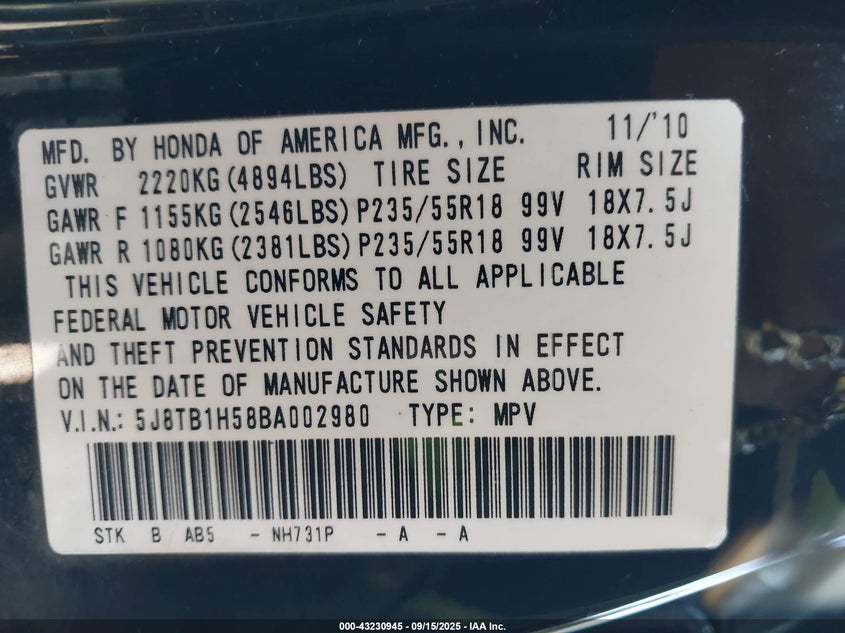 MFD. BY HONDA OF AMERICA MFG., INC. 11/'10
GVWR 2220KG (4894LBS) TIRE SIZE RIM SIZE
GAWR F 1155KG (2546LBS) P235/55R18 99V 18X7.5J
GAWR R 1080KG (2381LBS) P235/55R18 99V 18X7.5J
THIS VEHICLE CONFORMS TO ALL APPLICABLE
FEDERAL MOTOR VEHICLE SAFETY
AND THEFT PREVENTION STANDARDS IN EFFECT
ON THE DATE OF MANUFACTURE SHOWN ABOVE.
V.I.N.: 5J8TB1H58BA002980 TYPE: MPV
STK B AB5 - NH731P - A - A
000-43230945 - 09/15/2025 - IAA Inc.